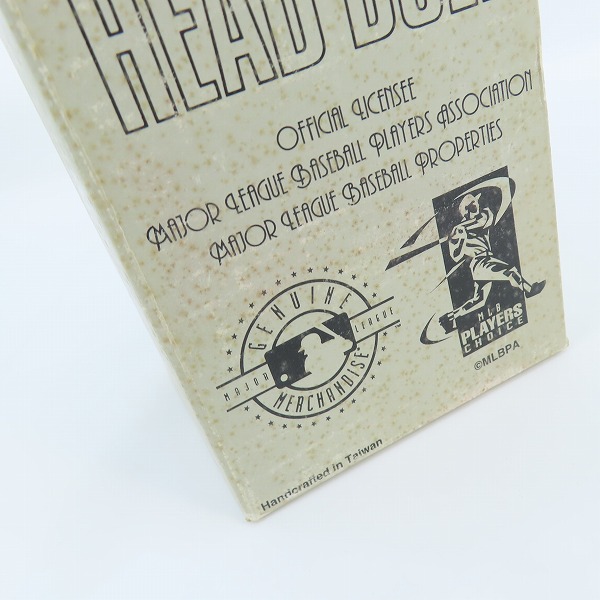 HEAD DOLL
OFFICIAL LICENSEE
MAJOR LEAGUE BASEBALL PLAYERS ASSOCIATION
MAJOR LEAGUE BASEBALL PROPERTIES
GENUINE
MAJOR LEAGUE
MERCHANDISE
MLB
PLAYERS
CHOICE
©MLBPA
Handcrafted in Taiwan